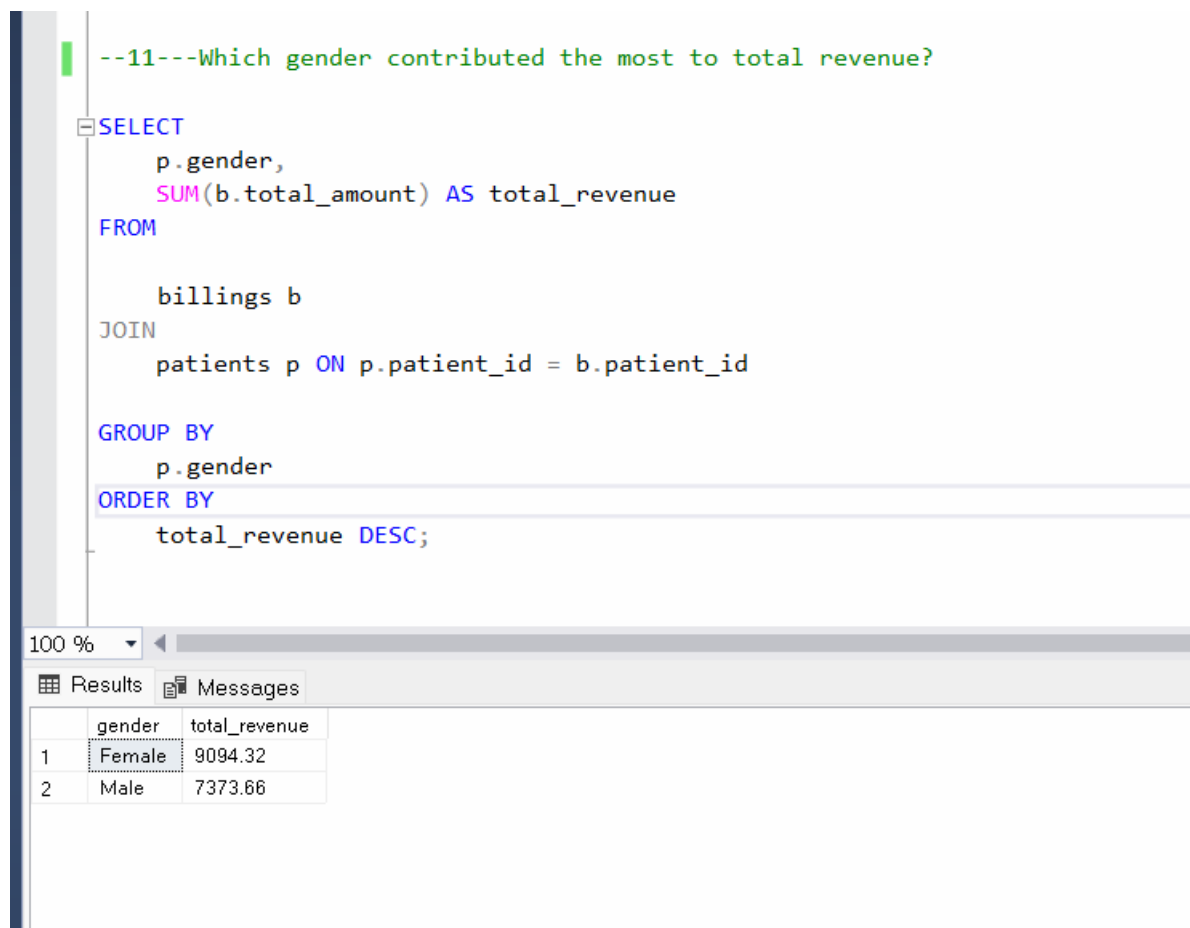 --11---Which gender contributed the most to total revenue?
SELECT
p.gender,
SUM(b.total_amount) AS total_revenue
FROM
billings b
JOIN
patients p ON p.patient_id = b.patient_id
GROUP BY
p.gender
ORDER BY
total_revenue DESC;
100 %
Results Messages
gender total_revenue
1 Female 9094.32
2 Male 7373.66